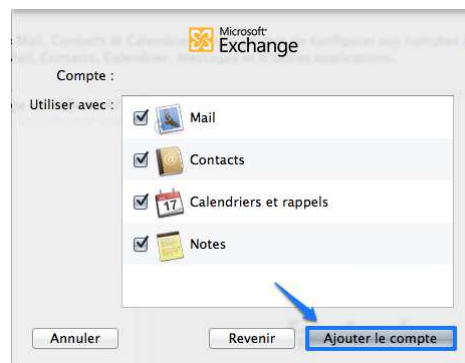 Microsoft
Exchange
Compte :
Utiliser avec :
Mail
Contacts
17
Calendriers et rappels
Notes
Annuler
Revenir
Ajouter le compte